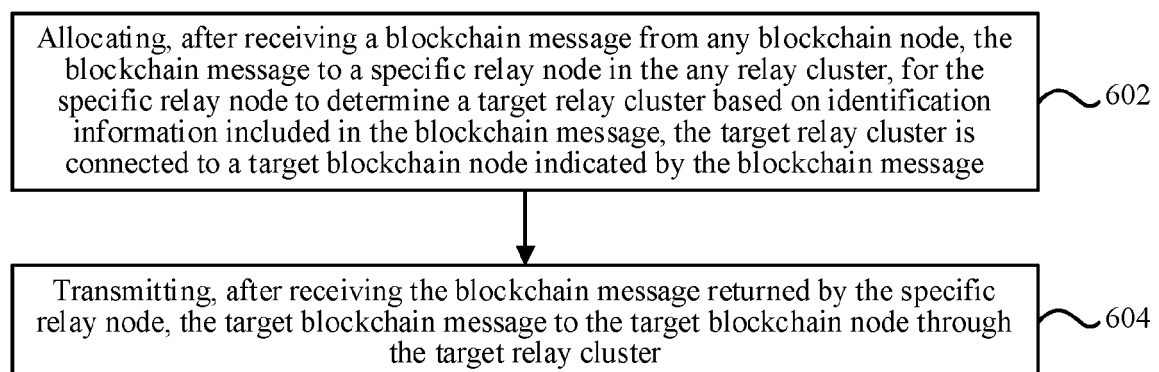 Allocating, after receiving a blockchain message from any blockchain node, the
blockchain message to a specific relay node in the any relay cluster, for the
specific relay node to determine a target relay cluster based on identification
information included in the blockchain message, the target relay cluster is
connected to a target blockchain node indicated by the blockchain message
602
Transmitting, after receiving the blockchain message returned by the specific
relay node, the target blockchain message to the target blockchain node through
the target relay cluster
604